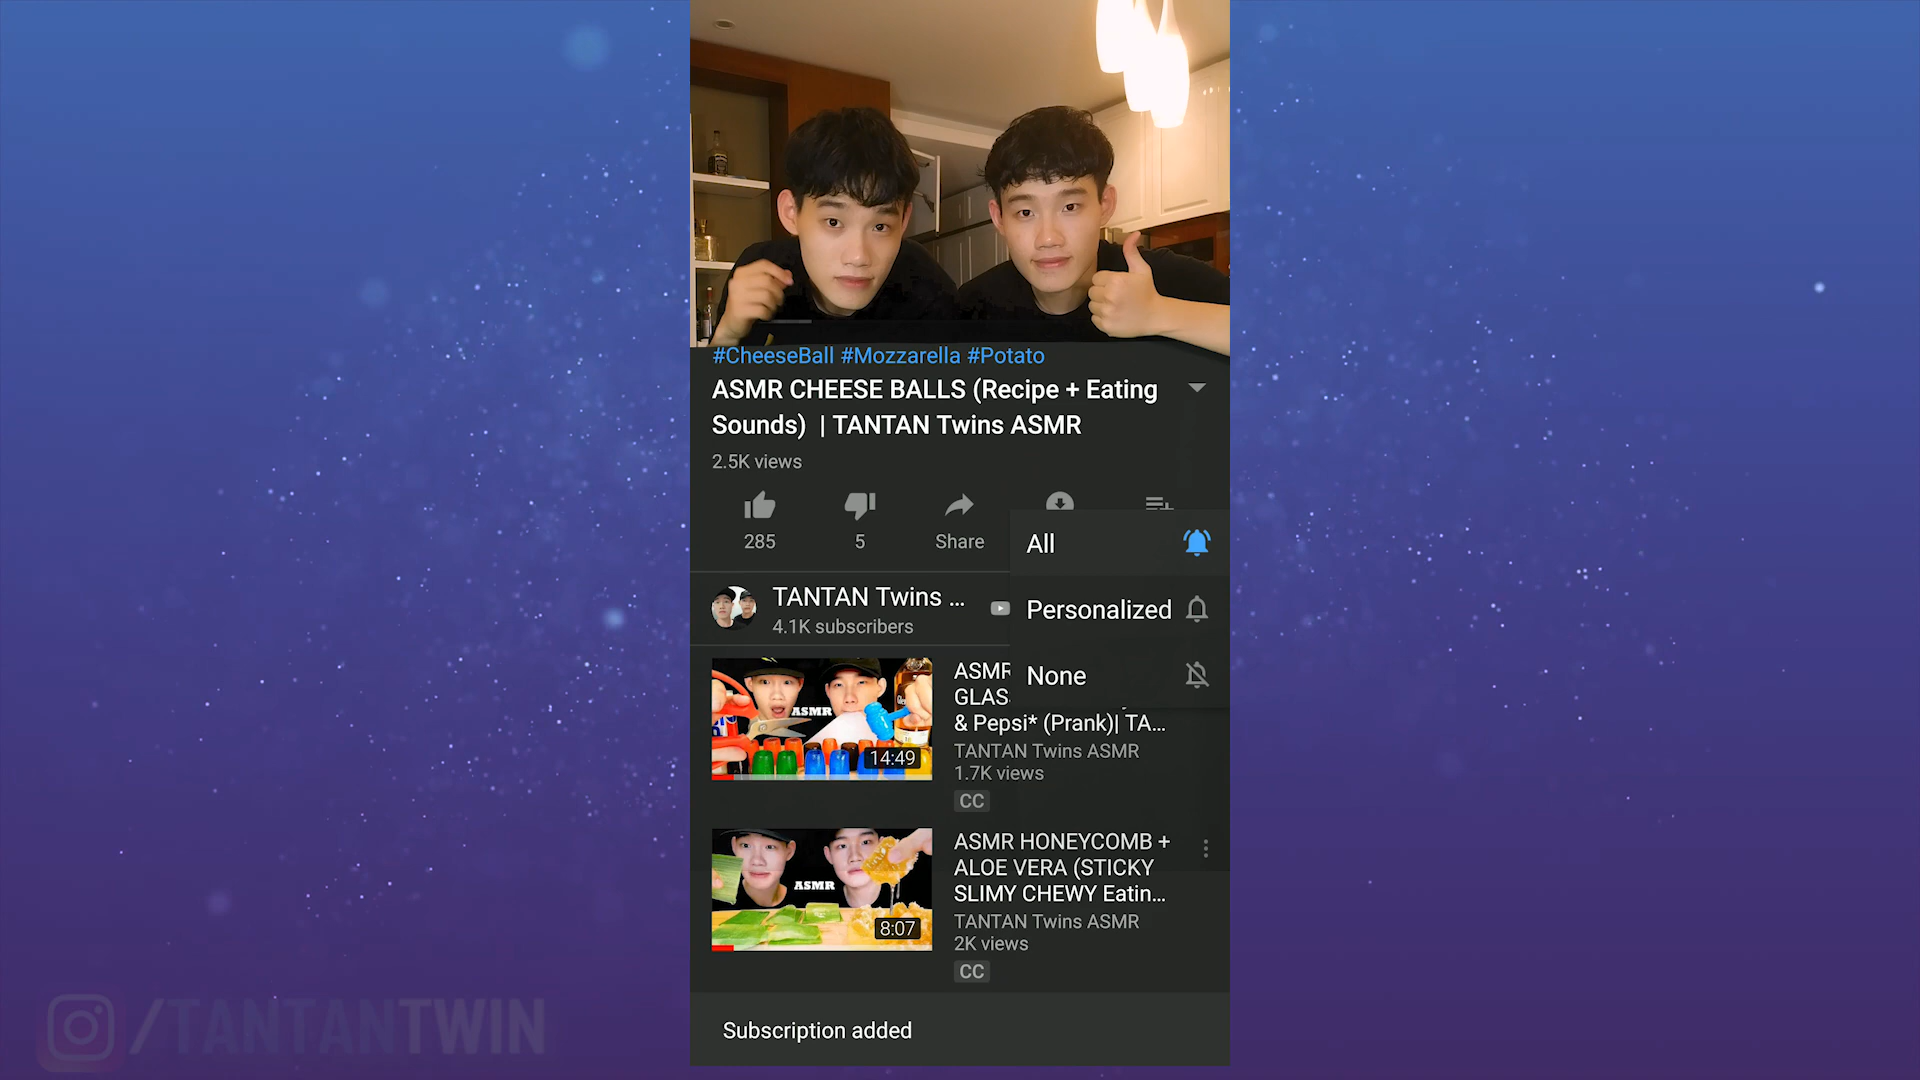 #CheeseBall #Mozzarella #Potato
ASMR CHEESE BALLS (Recipe + Eating
Sounds) | TANTAN Twins ASMR
2.5K views
285
5
Share
All
Personalized
None
TANTAN Twins ...
4.1K subscribers
ASMR
GLAS
& Pepsi* (Prank)| TA...
TANTAN Twins ASMR
1.7K views
CC
ASMR
14:49
ASMR HONEYCOMB +
ALOE VERA (STICKY
SLIMY CHEWY Eatin...
TANTAN Twins ASMR
2K views
CC
ASMR
8:07
Subscription added
/TANTANTWIN